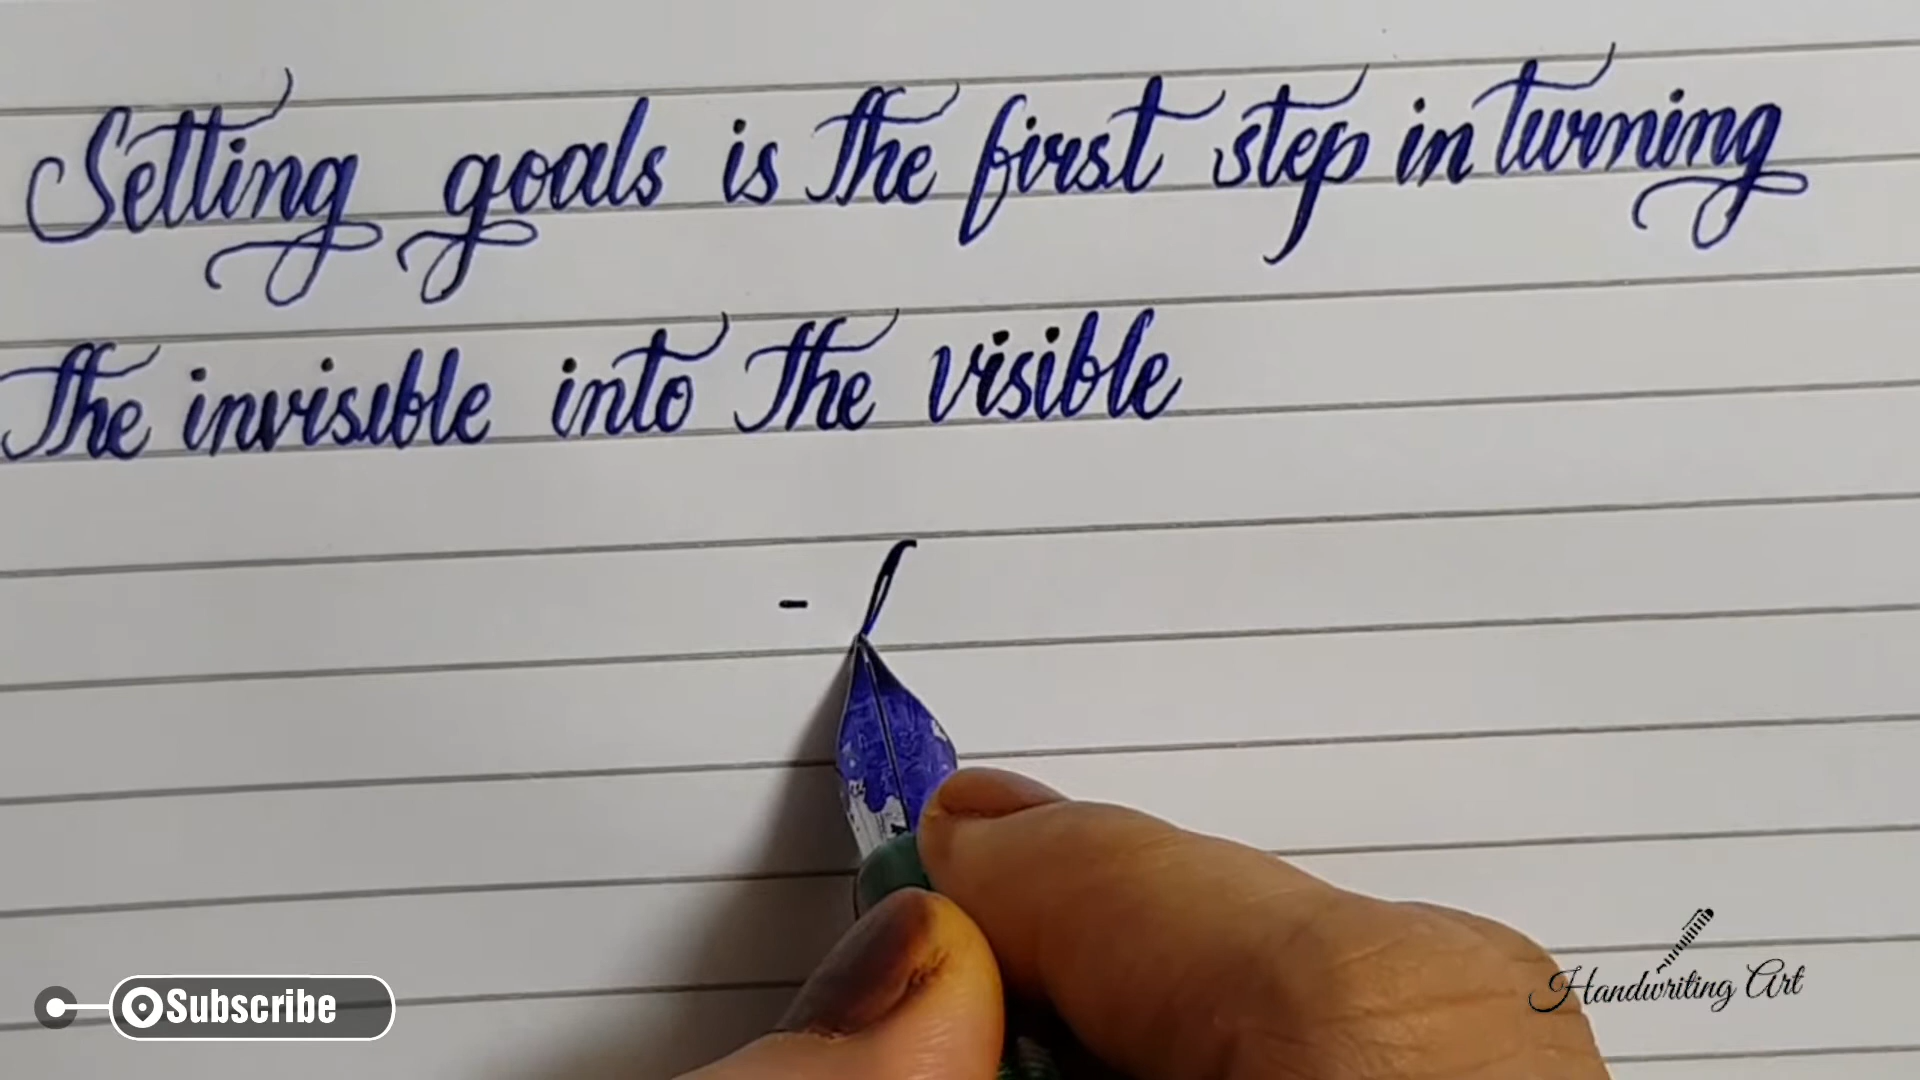 Setting goals is the first step in turning
the invisible into the visible
-
Subscribe
Handwriting Art